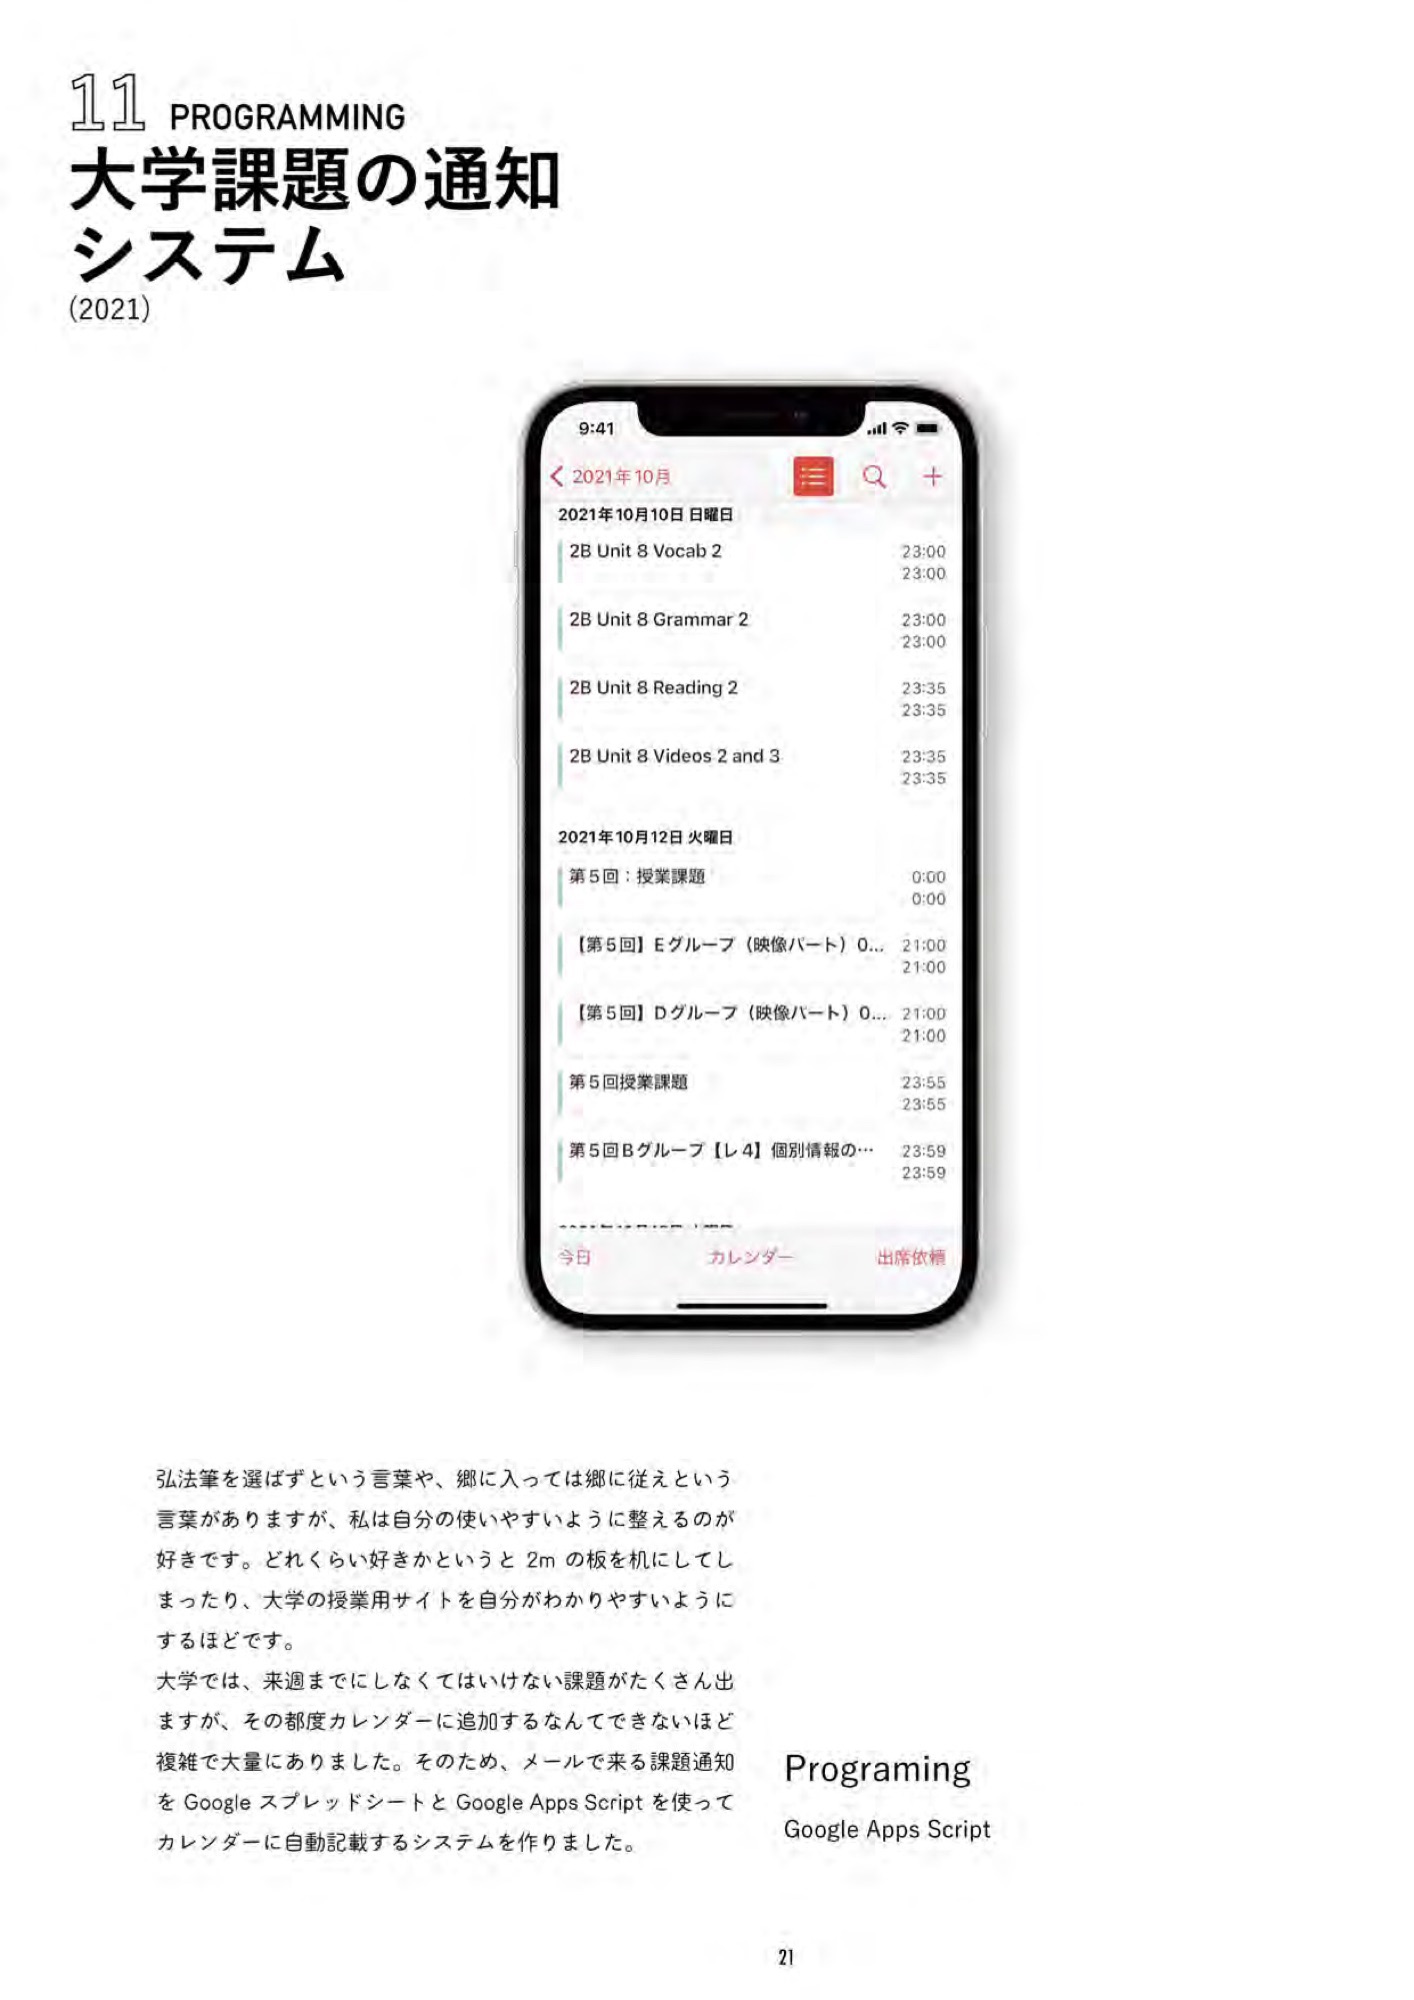 11 PROGRAMMING
大学課題の通知
システム
(2021)
9:41
2021年10月
2021年10月10日 日曜日
2B Unit 8 Vocab 2 23:00
23:00
2B Unit 8 Grammar 2 23:00
23:00
2B Unit 8 Reading 2 23:35
23:35
2B Unit 8 Videos 2 and 3 23:35
23:35
2021年10月12日 火曜日
第5回：授業課題 0:00
0:00
【第5回】Eグループ（映像パート）0... 21:00
21:00
【第5回】Dグループ（映像パート）0... 21:00
21:00
第5回授業課題 23:55
23:55
第5回Bグループ【レ4】個別情報の… 23:59
23:59
今日 カレンダー 出席依頼
弘法筆を選ばずという言葉や、郷に入っては郷に従えという
言葉がありますが、私は自分の使いやすいように整えるのが
好きです。どれくらい好きかというと 2m の板を机にしてし
まったり、大学の授業用サイトを自分がわかりやすいように
するほどです。
大学では、来週までにしなくてはいけない課題がたくさん出
ますが、その都度カレンダーに追加するなんてできないほど
複雑で大量にありました。そのため、メールで来る課題通知
を Google スプレッドシートと Google Apps Script を使って
カレンダーに自動記載するシステムを作りました。
Programing
Google Apps Script
21